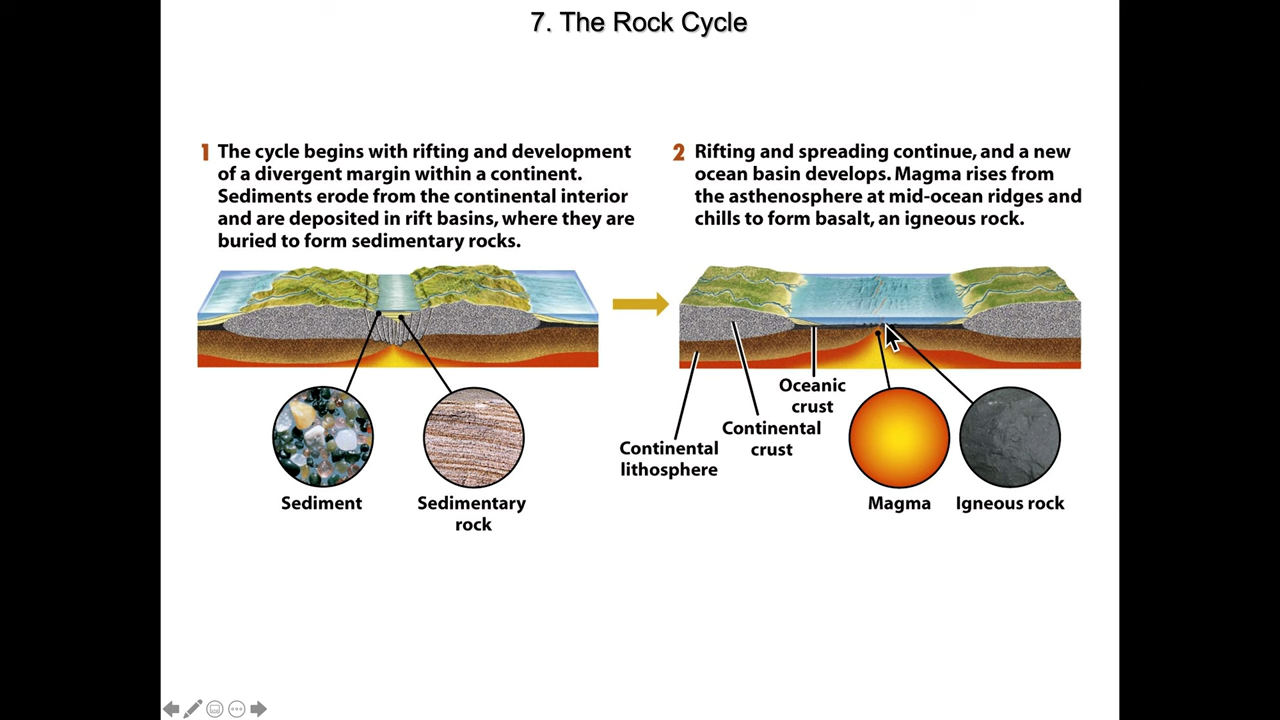 7. The Rock Cycle
1 The cycle begins with rifting and development
of a divergent margin within a continent.
Sediments erode from the continental interior
and are deposited in rift basins, where they are
buried to form sedimentary rocks.
2 Rifting and spreading continue, and a new
ocean basin develops. Magma rises from
the asthenosphere at mid-ocean ridges and
chills to form basalt, an igneous rock.
Sediment
Sedimentary
rock
Continental
lithosphere
Continental
crust
Oceanic
crust
Magma
Igneous rock